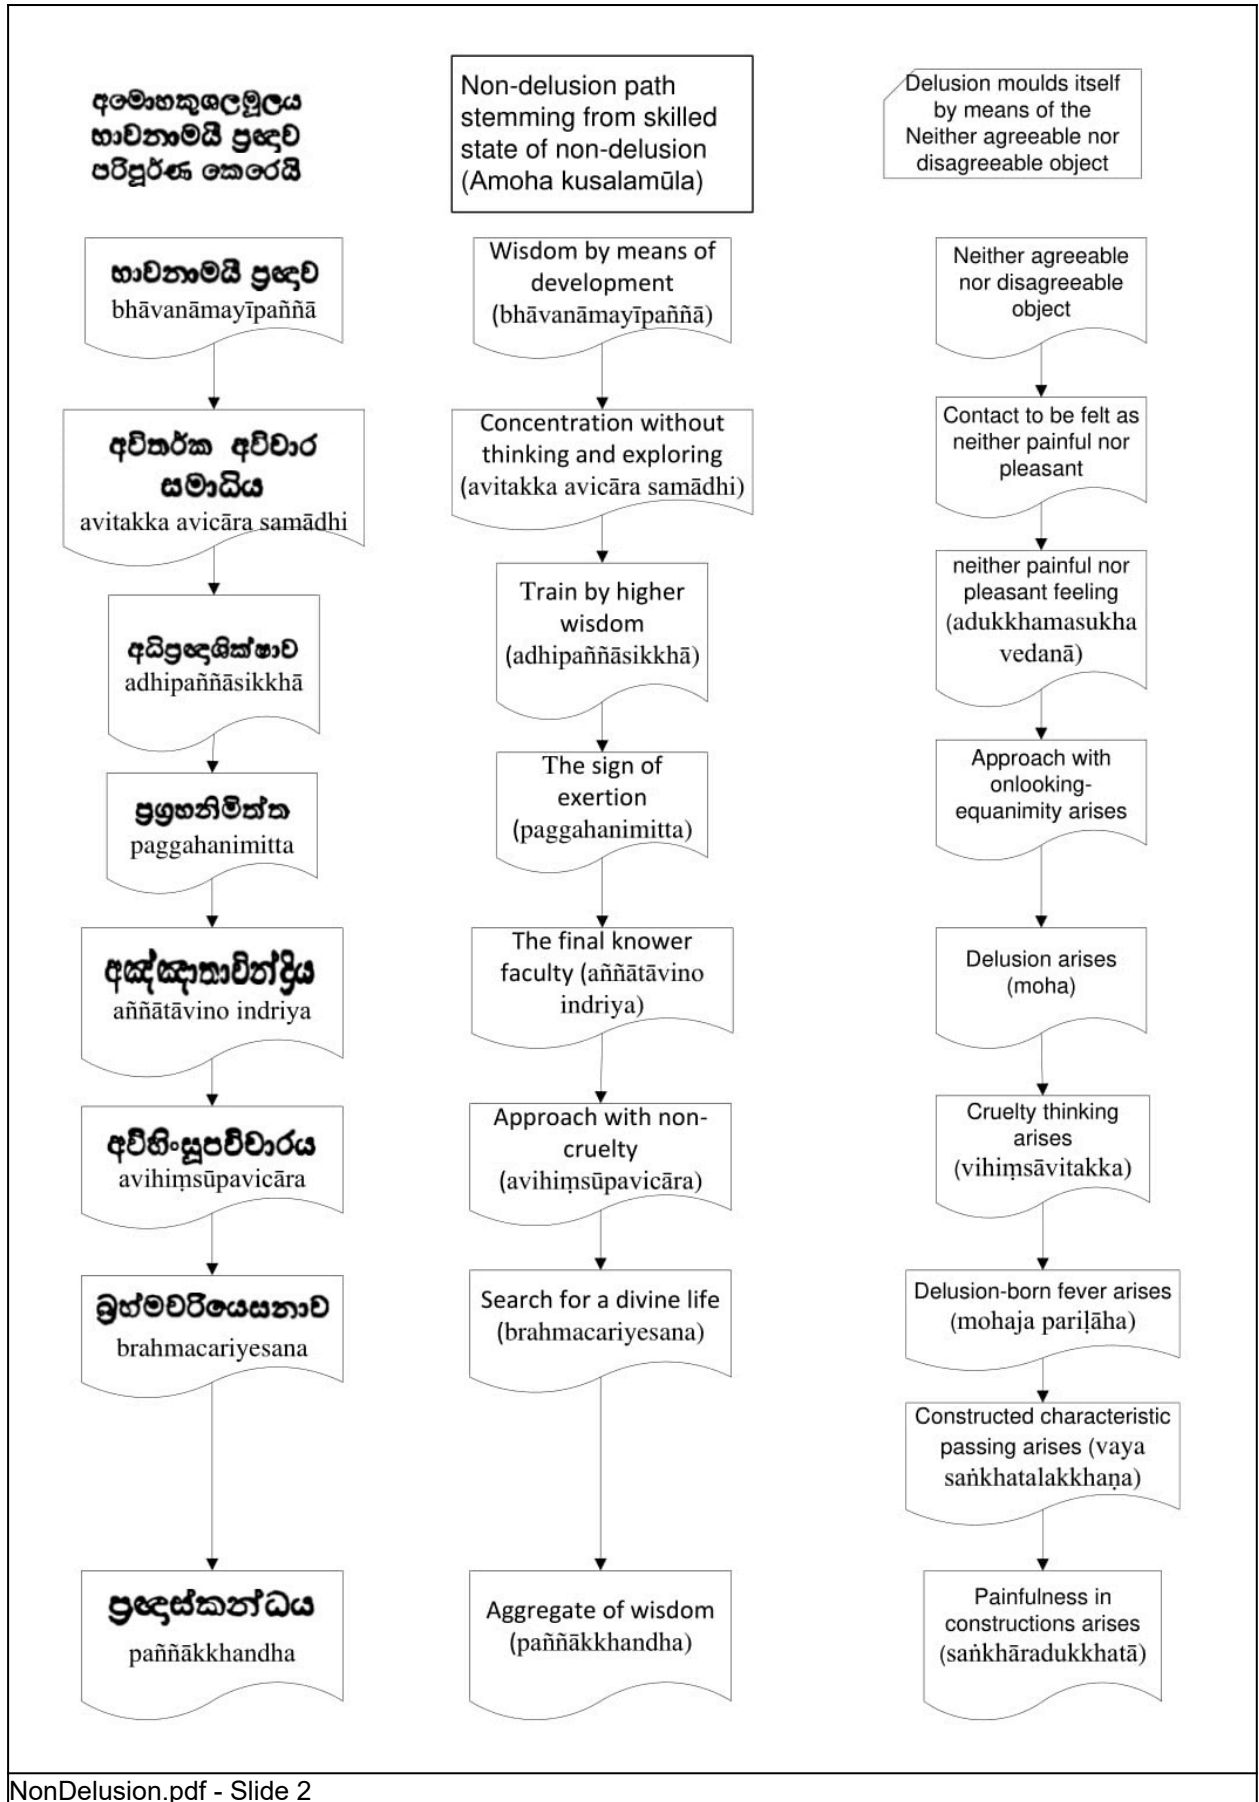 අමොහකුශලමූලය
භාවනාමයී ප්‍රඥාව
පරිපූර්ණ කෙරෙයි
Non-delusion path
stemming from skilled
state of non-delusion
(Amoha kusalamūla)
Delusion moulds itself
by means of the
Neither agreeable nor
disagreeable object
භාවනාමයී ප්‍රඥාව
bhāvanāmayīpaññā
අවිතර්ක අවිචාර
සමාධිය
avitakka avicāra samādhi
අධිප්‍රඥාශික්ෂාව
adhipaññāsikkhā
ප්‍රග්‍රහනිමිත්ත
paggahanimitta
අඤ්ඤාතාවින්ද්‍රිය
aññātāvino indriya
අවිහිංසූපවිචාරය
avihiṃsūpavicāra
බ්‍රහ්මචරියෙසනාව
brahmacariyesana
ප්‍රඥාස්කන්ධය
paññākkhandha
Wisdom by means of
development
(bhāvanāmayīpaññā)
Concentration without
thinking and exploring
(avitakka avicāra samādhi)
Train by higher
wisdom
(adhipaññāsikkhā)
The sign of
exertion
(paggahanimitta)
The final knower
faculty (aññātāvino
indriya)
Approach with non-
cruelty
(avihiṃsūpavicāra)
Search for a divine life
(brahmacariyesana)
Aggregate of wisdom
(paññākkhandha)
Neither agreeable
nor disagreeable
object
Contact to be felt as
neither painful nor
pleasant
neither painful nor
pleasant feeling
(adukkhamasukha
vedanā)
Approach with
onlooking-
equanimity arises
Delusion arises
(moha)
Cruelty thinking
arises
(vihiṃsāvitakka)
Delusion-born fever arises
(mohaja pariḷāha)
Constructed characteristic
passing arises (vaya
saṅkhatalakkhaṇa)
Painfulness in
constructions arises
(saṅkhāradukkhatā)
NonDelusion.pdf - Slide 2